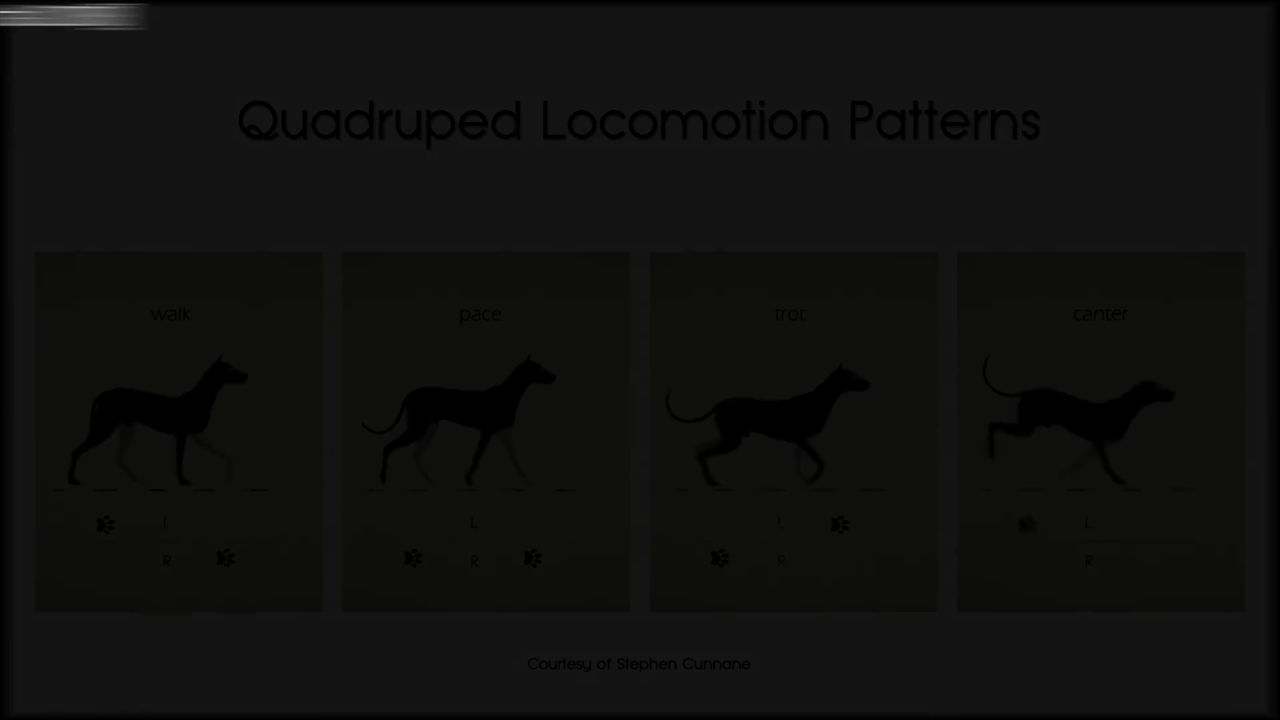 Quadruped Locomotion Patterns
walk
pace
trot
canter
L
L
L
L
R
R
R
R
Courtesy of Stephen Cunnane